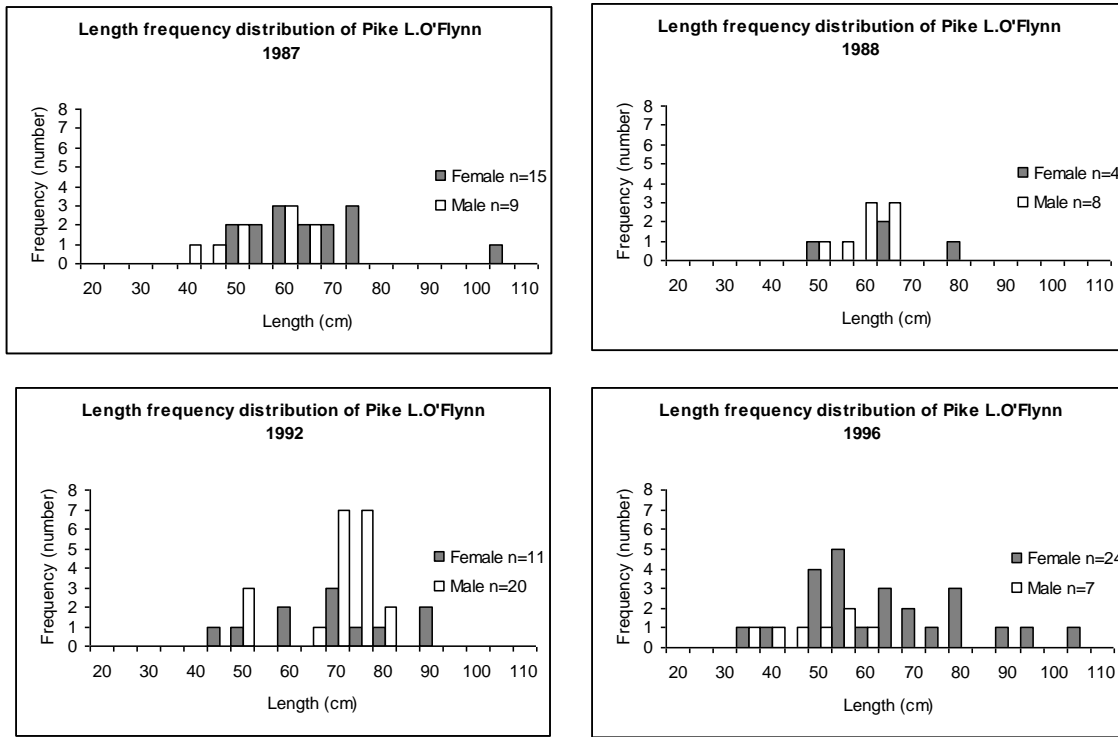 Length frequency distribution of Pike L.O'Flynn
1987
Frequency (number)
8
7
6
5
4
3
2
1
0
20 30 40 50 60 70 80 90 100 110
Length (cm)
Female n=15
Male n=9
Length frequency distribution of Pike L.O'Flynn
1988
Frequency (number)
8
7
6
5
4
3
2
1
0
20 30 40 50 60 70 80 90 100 110
Length (cm)
Female n=4
Male n=8
Length frequency distribution of Pike L.O'Flynn
1992
Frequency (number)
8
7
6
5
4
3
2
1
0
20 30 40 50 60 70 80 90 100 110
Length (cm)
Female n=11
Male n=20
Length frequency distribution of Pike L.O'Flynn
1996
Frequency (number)
8
7
6
5
4
3
2
1
0
20 30 40 50 60 70 80 90 100 110
Length (cm)
Female n=24
Male n=7